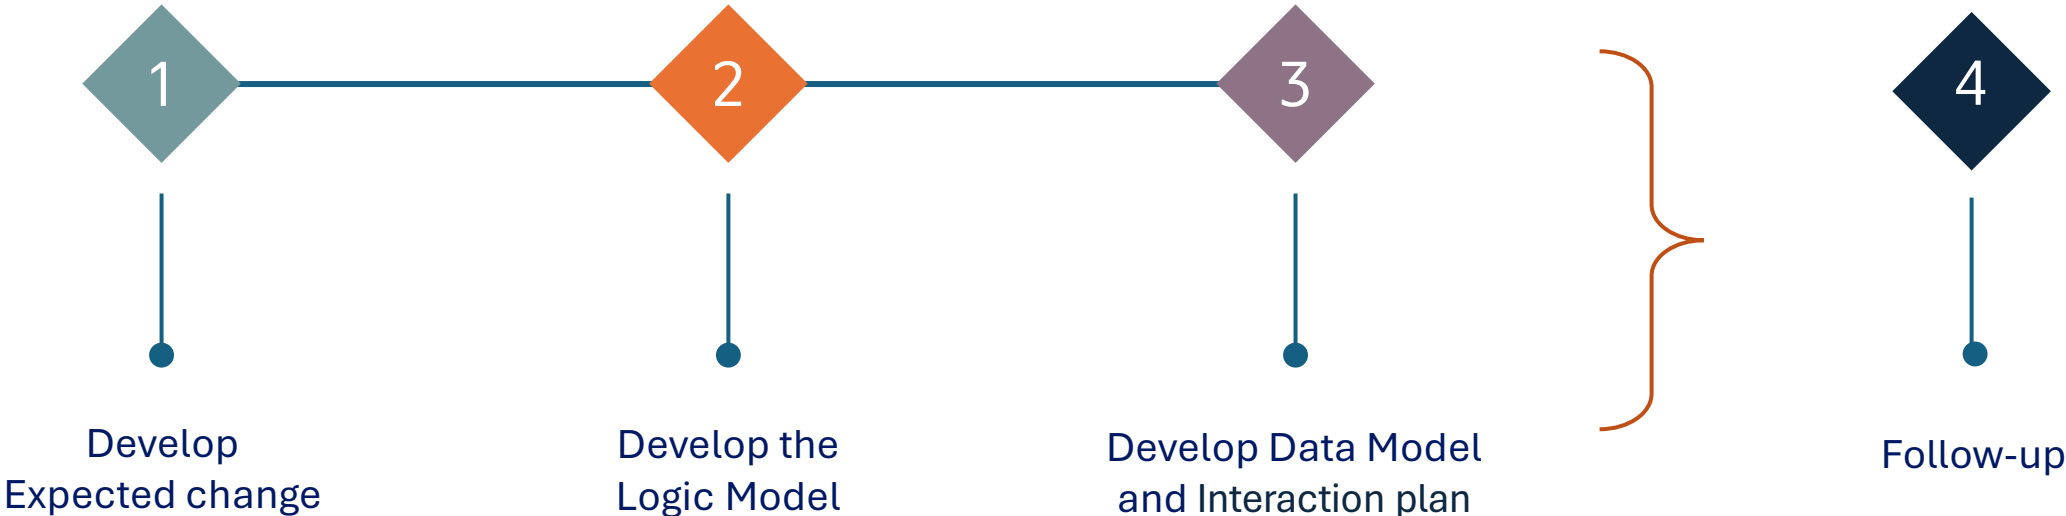 1
2
3
4
Develop
Expected change
Develop the
Logic Model
Develop Data Model
and Interaction plan
Follow-up